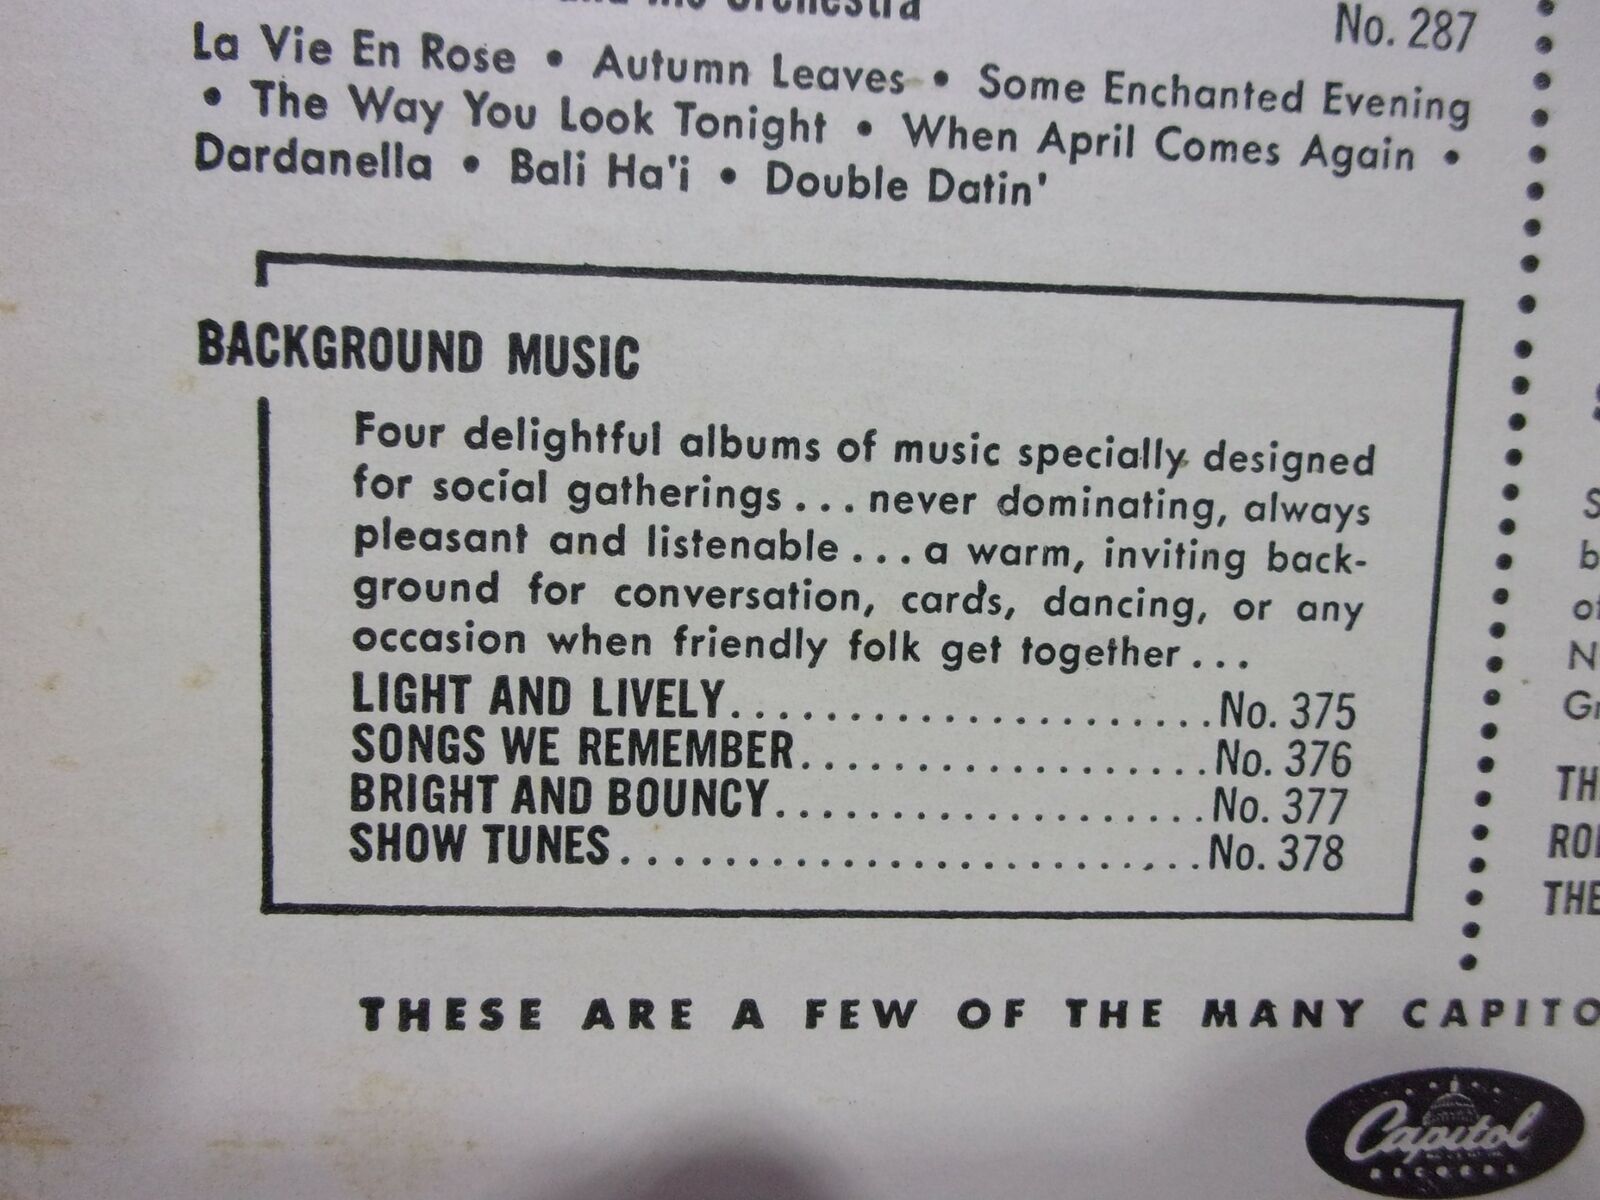 Orchestra
No. 287
La Vie En Rose • Autumn Leaves • Some Enchanted Evening
• The Way You Look Tonight • When April Comes Again •
Dardanella • Bali Ha'i • Double Datin'
BACKGROUND MUSIC
Four delightful albums of music specially designed
for social gatherings . . . never dominating, always
pleasant and listenable . . . a warm, inviting back-
ground for conversation, cards, dancing, or any
occasion when friendly folk get together . . .
LIGHT AND LIVELY . . . . . . . . . . . . . . . . . . . . . No. 375
SONGS WE REMEMBER . . . . . . . . . . . . . . . . . . No. 376
BRIGHT AND BOUNCY . . . . . . . . . . . . . . . . . . . No. 377
SHOW TUNES . . . . . . . . . . . . . . . . . . . . . . . . . No. 378
THESE ARE A FEW OF THE MANY CAPITO
Capitol
RECORDS